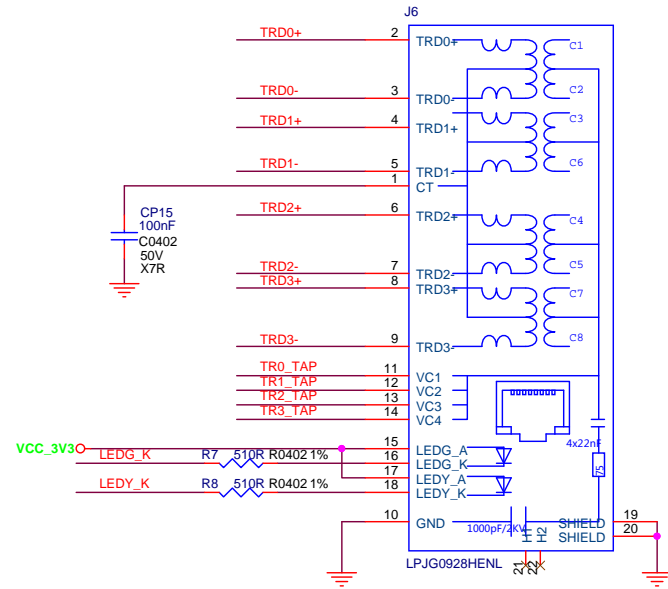 J6
TRD0+ 2 TRD0+ C1
C2
TRD0- 3 TRD0-
TRD1+ 4 TRD1+ C3
TRD1- 5 TRD1- C6
1 CT
CP15
100nF
C0402
50V
X7R
TRD2+ 6 TRD2+ C4
TRD2- 7 TRD2- C5
TRD3+ 8 TRD3+ C7
C8
TRD3- 9 TRD3-
TR0_TAP 11 VC1
TR1_TAP 12 VC2
TR2_TAP 13 VC3
TR3_TAP 14 VC4
4x22nF
75
VCC_3V3 15 LEDG_A
LEDG_K R7 510R R0402 1% 16 LEDG_K
17 LEDY_A
LEDY_K R8 510R R0402 1% 18 LEDY_K
10 GND 1000pF/2KV SHIELD 19
SHIELD 20
H1 H2
21 22
LPJG0928HENL